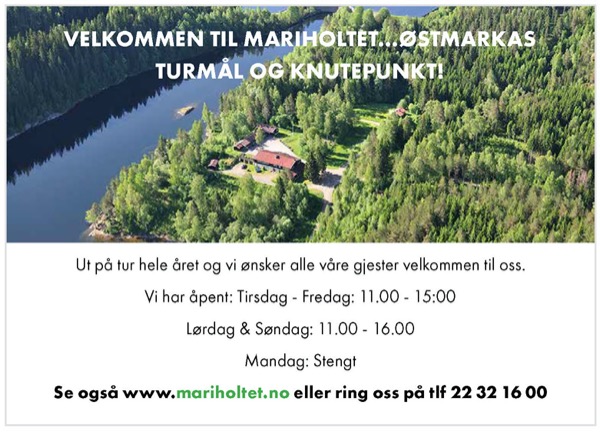 VELKOMMEN TIL MARIHOLTET...ØSTMARKAS
TURMÅL OG KNUTEPUNKT!
Ut på tur hele året og vi ønsker alle våre gjester velkommen til oss.
Vi har åpent: Tirsdag - Fredag: 11.00 - 15:00
Lørdag & Søndag: 11.00 - 16.00
Mandag: Stengt
Se også www.mariholtet.no eller ring oss på tlf 22 32 16 00